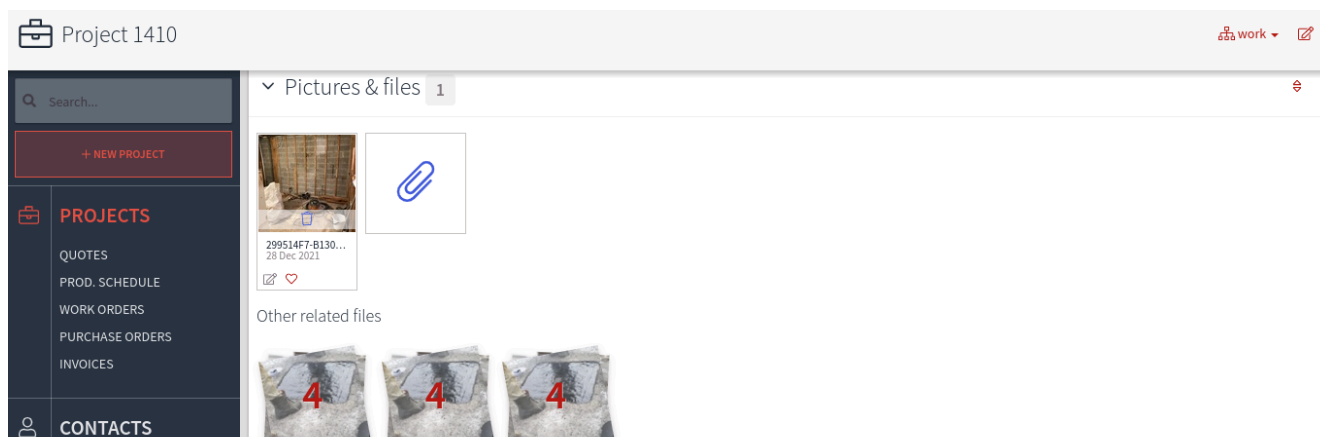 Project 1410
work
Search...
Pictures & files 1
+ NEW PROJECT
PROJECTS
QUOTES
PROD. SCHEDULE
WORK ORDERS
PURCHASE ORDERS
INVOICES
CONTACTS
299514F7-B130...
28 Dec 2021
Other related files
4 4 4